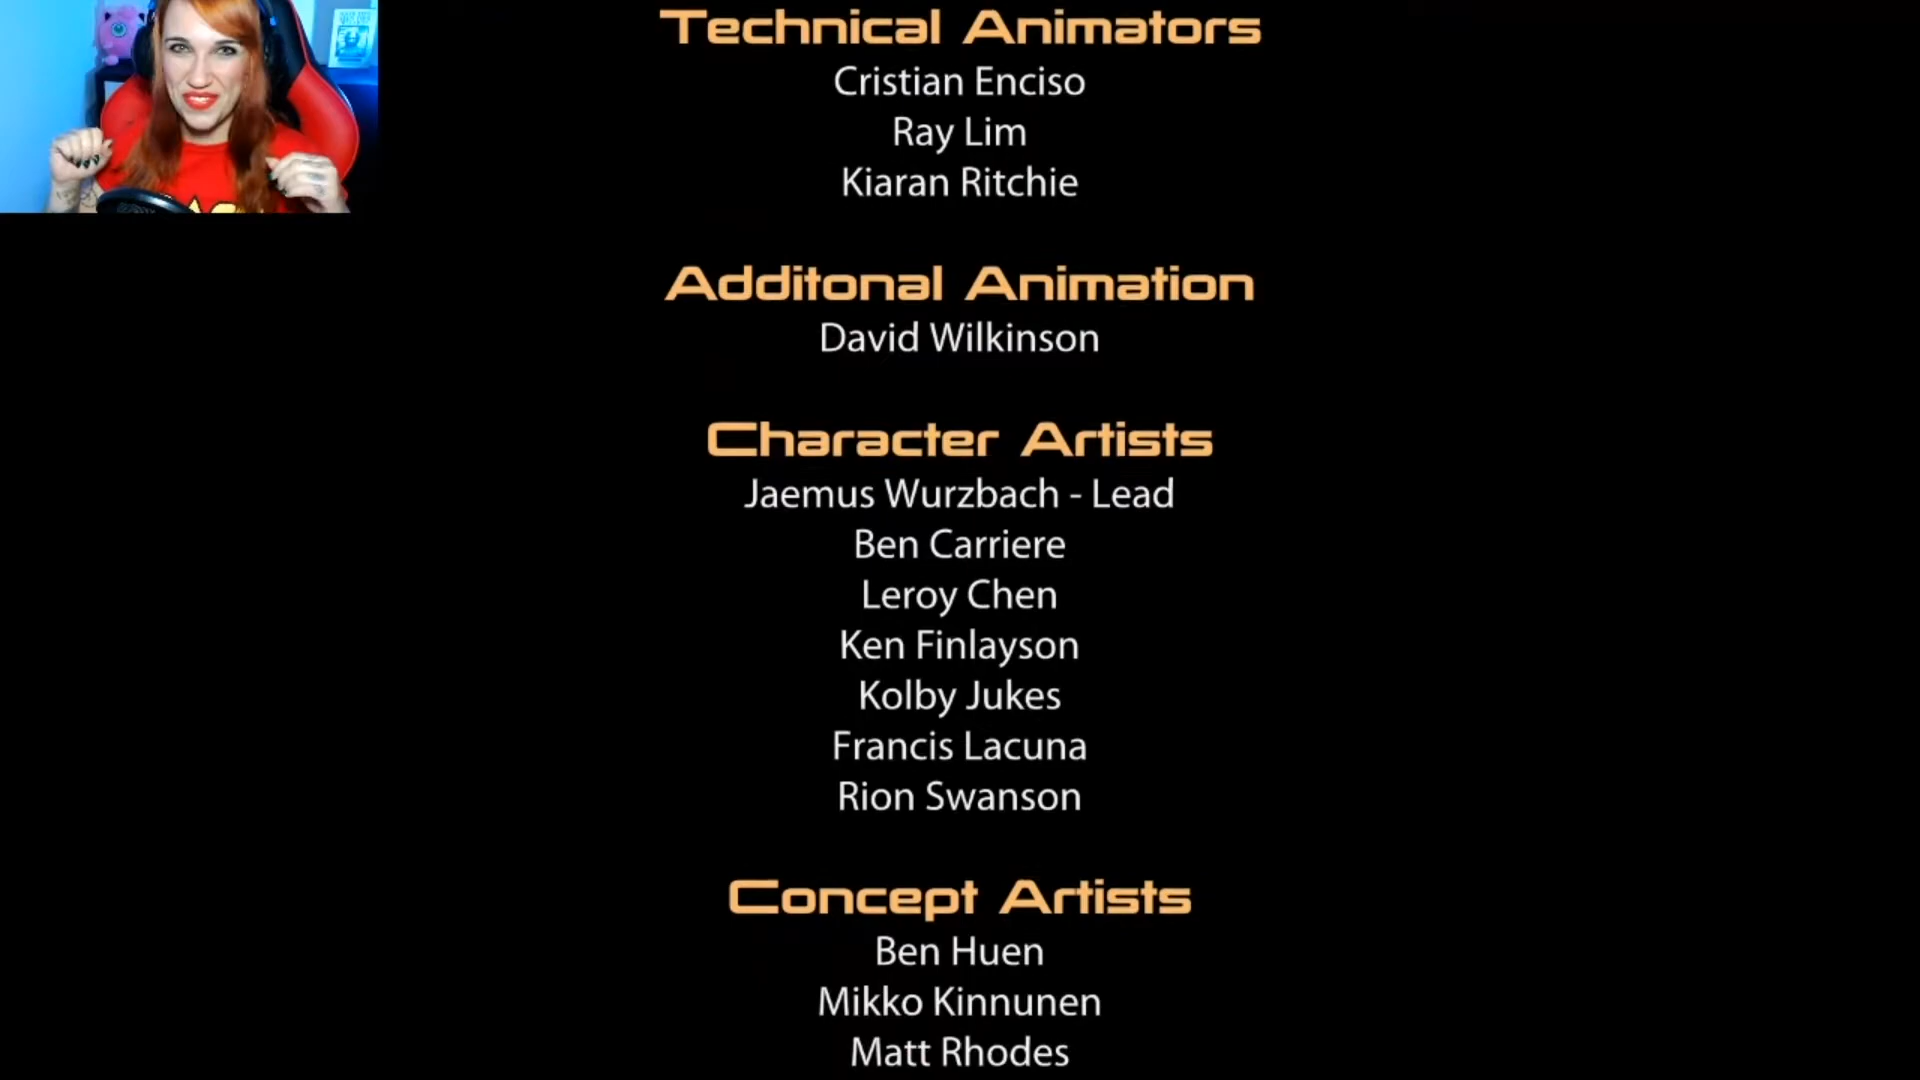 Technical Animators
Cristian Enciso
Ray Lim
Kiaran Ritchie
Additonal Animation
David Wilkinson
Character Artists
Jaemus Wurzbach - Lead
Ben Carriere
Leroy Chen
Ken Finlayson
Kolby Jukes
Francis Lacuna
Rion Swanson
Concept Artists
Ben Huen
Mikko Kinnunen
Matt Rhodes